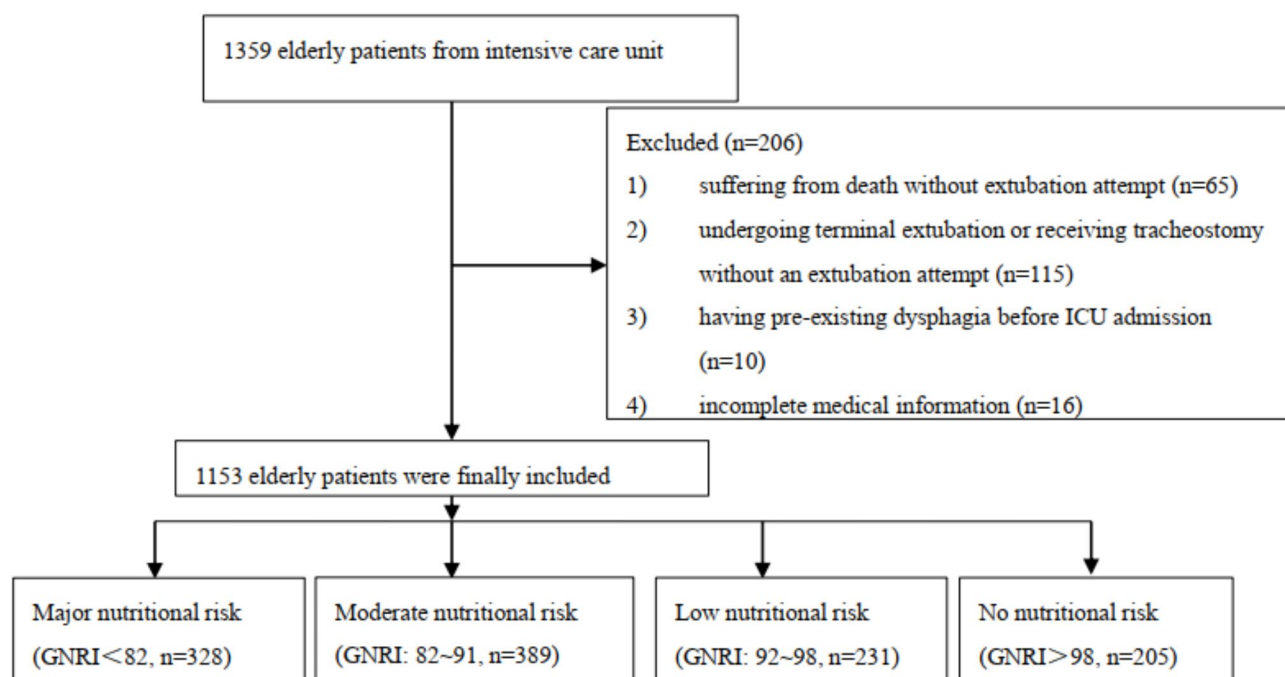 1359 elderly patients from intensive care unit
Excluded (n=206)
1) suffering from death without extubation attempt (n=65)
2) undergoing terminal extubation or receiving tracheostomy
without an extubation attempt (n=115)
3) having pre-existing dysphagia before ICU admission
(n=10)
4) incomplete medical information (n=16)
1153 elderly patients were finally included
Major nutritional risk
(GNRI＜82, n=328)
Moderate nutritional risk
(GNRI: 82~91, n=389)
Low nutritional risk
(GNRI: 92~98, n=231)
No nutritional risk
(GNRI＞98, n=205)